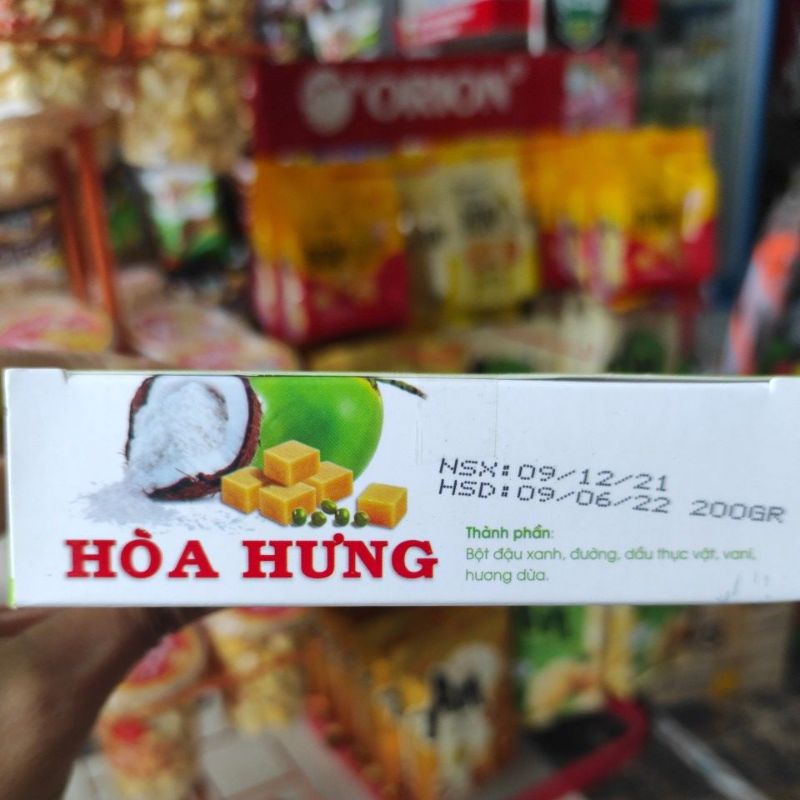 ORION
NSX: 09/12/21
HSD: 09/06/22 200GR
HÒA HƯNG
Thành phần:
Bột đậu xanh, đường, dầu thực vật, vani,
hương dừa.